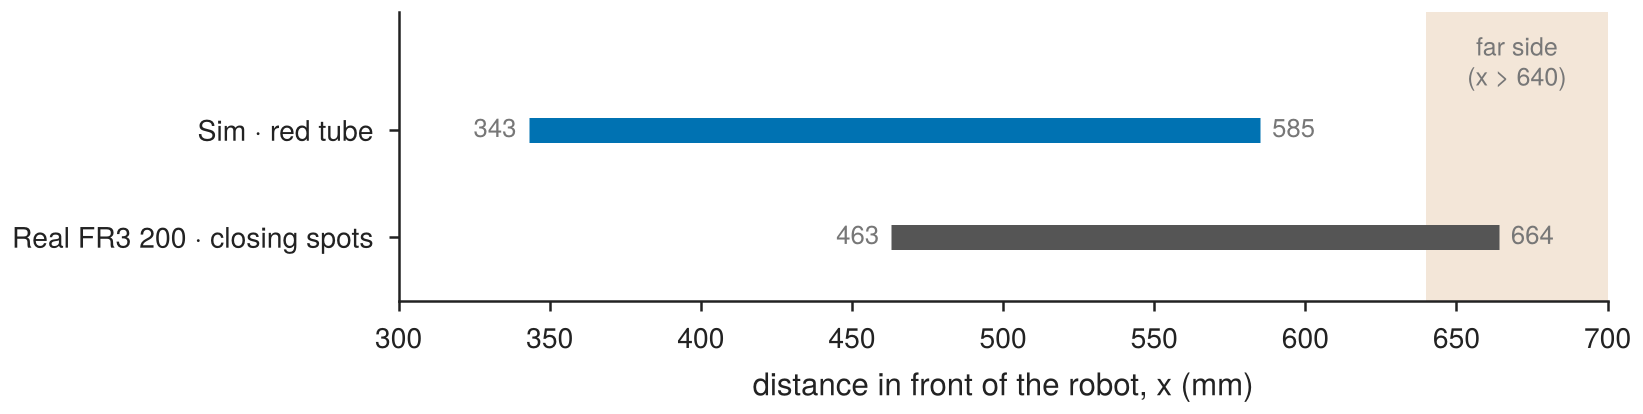 far side
(x > 640)
Sim · red tube
343
585
Real FR3 200 · closing spots
463
664
300 350 400 450 500 550 600 650 700
distance in front of the robot, x (mm)